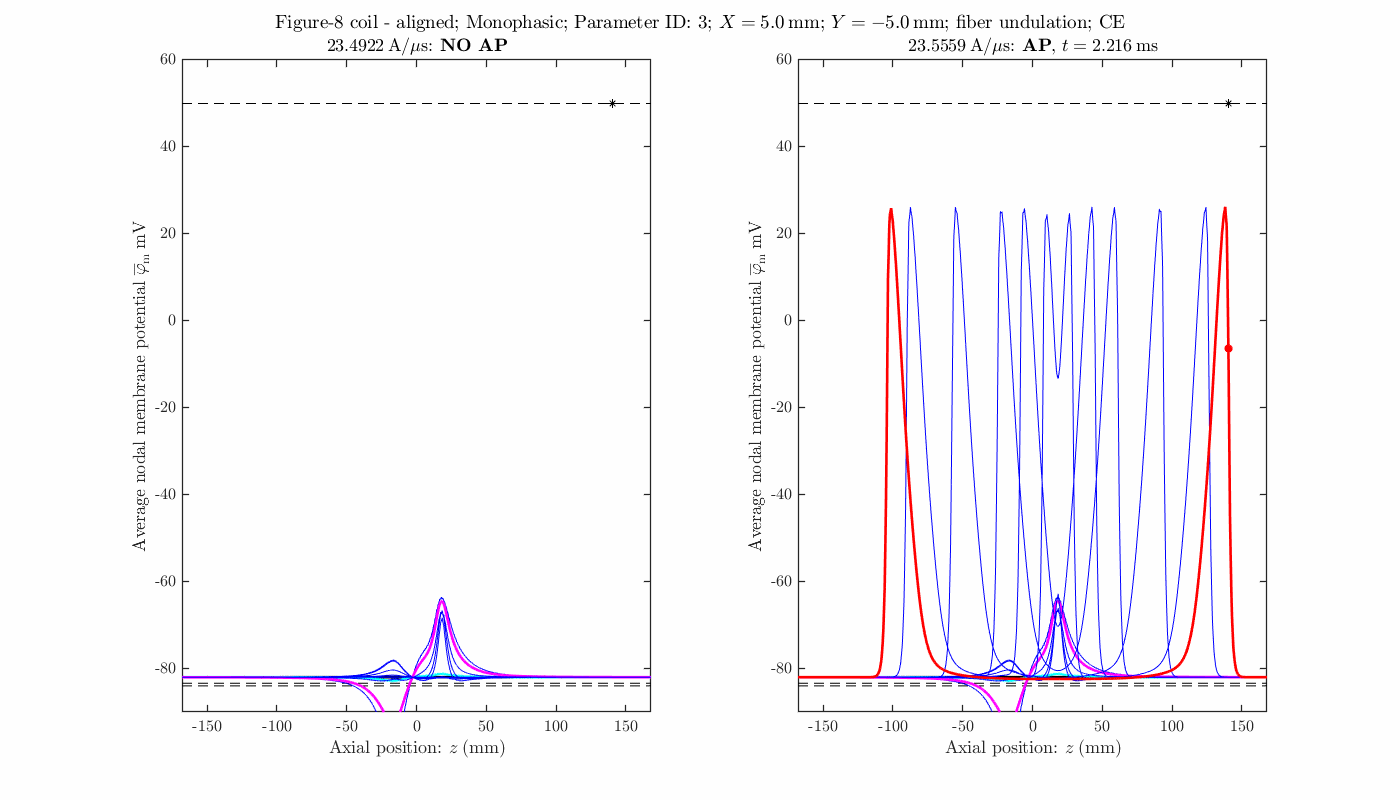 Figure-8 coil - aligned; Monophasic; Parameter ID: 3; X = 5.0 mm; Y = −5.0 mm; fiber undulation; CE
23.4922 A/μs: NO AP
60
40
20
0
-20
-40
-60
-80
-150 -100 -50 0 50 100 150
Axial position: z (mm)
Average nodal membrane potential φ̅m mV
23.5559 A/μs: AP, t = 2.216 ms
60
40
20
0
-20
-40
-60
-80
-150 -100 -50 0 50 100 150
Axial position: z (mm)
Average nodal membrane potential φ̅m mV